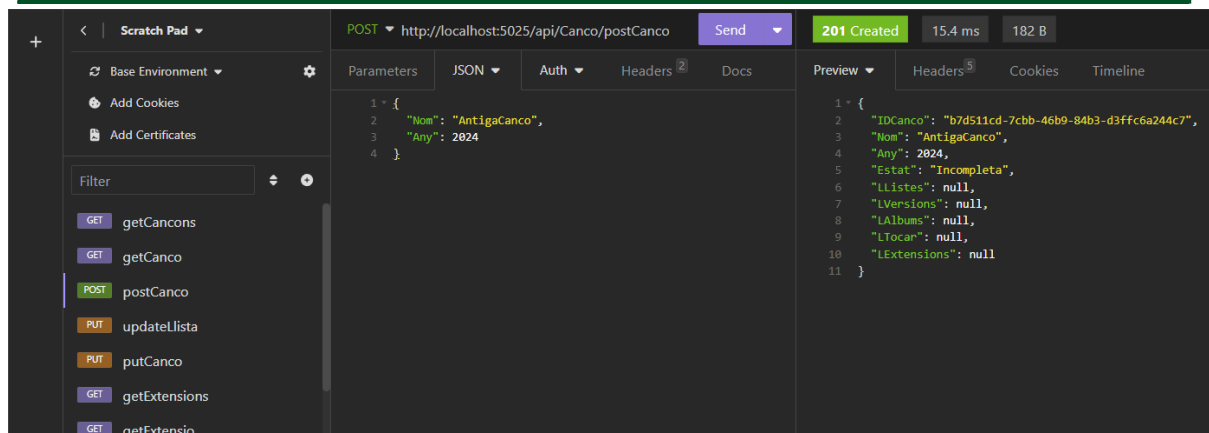 +
Scratch Pad
Base Environment
Add Cookies
Add Certificates
Filter
GET getCancons
GET getCanco
POST postCanco
PUT updateLlista
PUT putCanco
GET getExtensions
GET getExtensio
POST http://localhost:5025/api/Canco/postCanco Send
Parameters JSON Auth Headers 2 Docs
1 {
2 "Nom": "AntigaCanco",
3 "Any": 2024
4 }
201 Created 15.4 ms 182 B
Preview Headers 5 Cookies Timeline
1 {
2 "IDCanco": "b7d511cd-7cbb-46b9-84b3-d3ffc6a244c7",
3 "Nom": "AntigaCanco",
4 "Any": 2024,
5 "Estat": "Incompleta",
6 "LListes": null,
7 "LVersions": null,
8 "LAlbums": null,
9 "LTocar": null,
10 "LExtensions": null
11 }